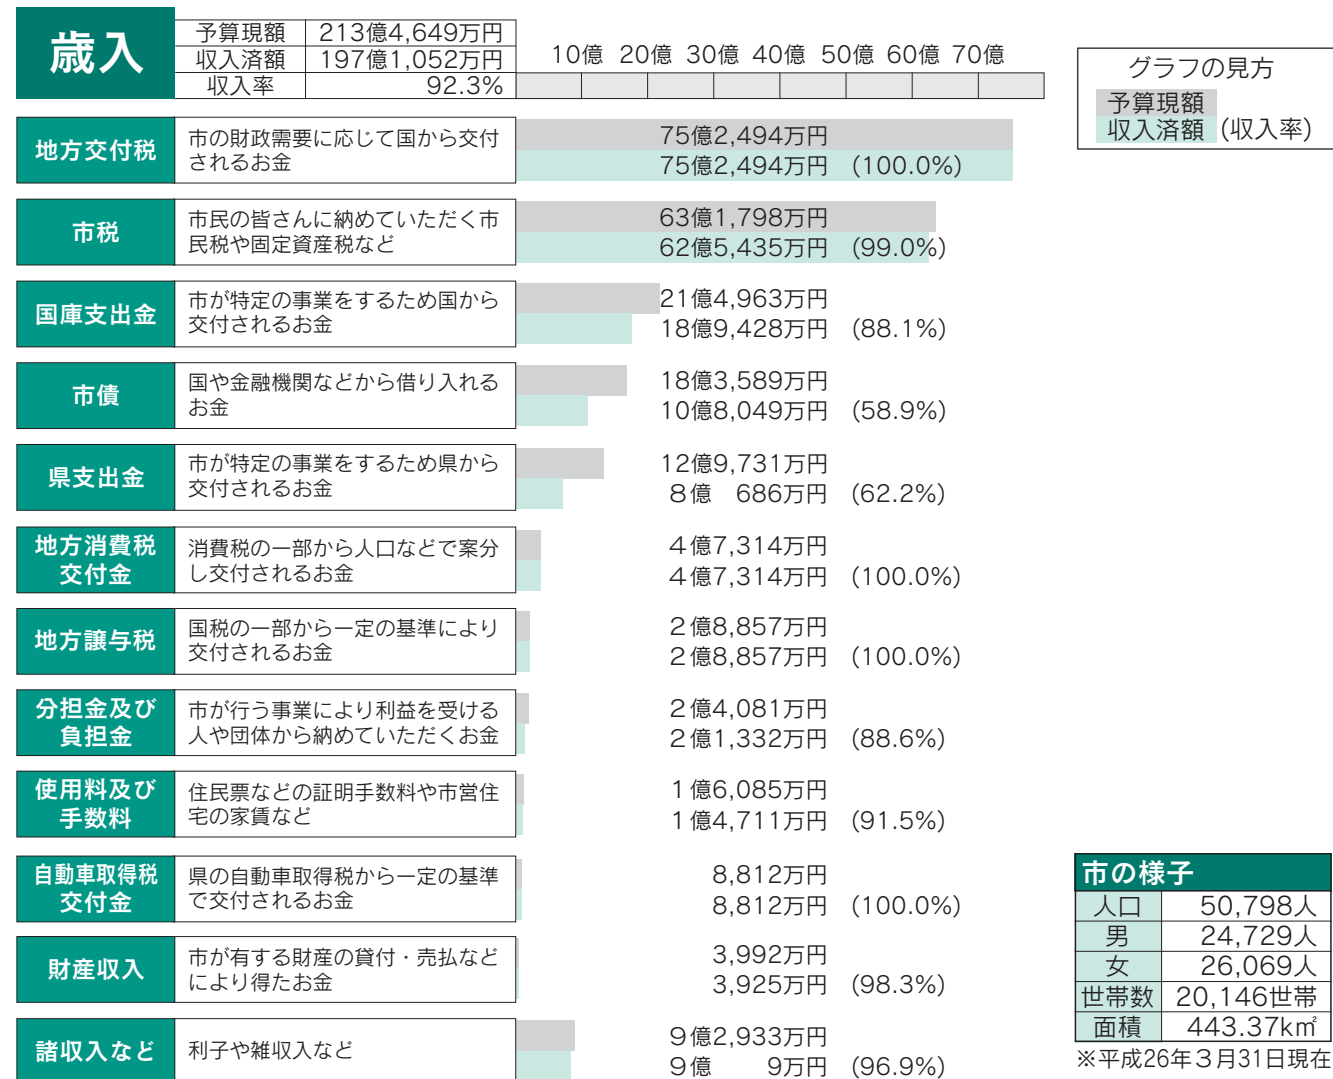 歳入
予算現額 213億4,649万円
収入済額 197億1,052万円
収入率 92.3%
10億 20億 30億 40億 50億 60億 70億
グラフの見方
予算現額
収入済額 (収入率)
地方交付税
市の財政需要に応じて国から交付
されるお金
75億2,494万円
75億2,494万円 (100.0%)
市税
市民の皆さんに納めていただく市
民税や固定資産税など
63億1,798万円
62億5,435万円 (99.0%)
国庫支出金
市が特定の事業をするため国から
交付されるお金
21億4,963万円
18億9,428万円 (88.1%)
市債
国や金融機関などから借り入れる
お金
18億3,589万円
10億8,049万円 (58.9%)
県支出金
市が特定の事業をするため県から
交付されるお金
12億9,731万円
8億 686万円 (62.2%)
地方消費税
交付金
消費税の一部から人口などで案分
し交付されるお金
4億7,314万円
4億7,314万円 (100.0%)
地方譲与税
国税の一部から一定の基準により
交付されるお金
2億8,857万円
2億8,857万円 (100.0%)
分担金及び
負担金
市が行う事業により利益を受ける
人や団体から納めていただくお金
2億4,081万円
2億1,332万円 (88.6%)
使用料及び
手数料
住民票などの証明手数料や市営住
宅の家賃など
1億6,085万円
1億4,711万円 (91.5%)
自動車取得税
交付金
県の自動車取得税から一定の基準
で交付されるお金
8,812万円
8,812万円 (100.0%)
財産収入
市が有する財産の貸付・売払など
により得たお金
3,992万円
3,925万円 (98.3%)
諸収入など
利子や雑収入など
9億2,933万円
9億 9万円 (96.9%)
市の様子
人口 50,798人
男 24,729人
女 26,069人
世帯数 20,146世帯
面積 443.37k㎡
※平成26年3月31日現在